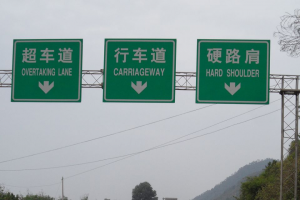 超车道
OVERTAKING LANE
行车道
CARRIAGEWAY
硬路肩
HARD SHOULDER